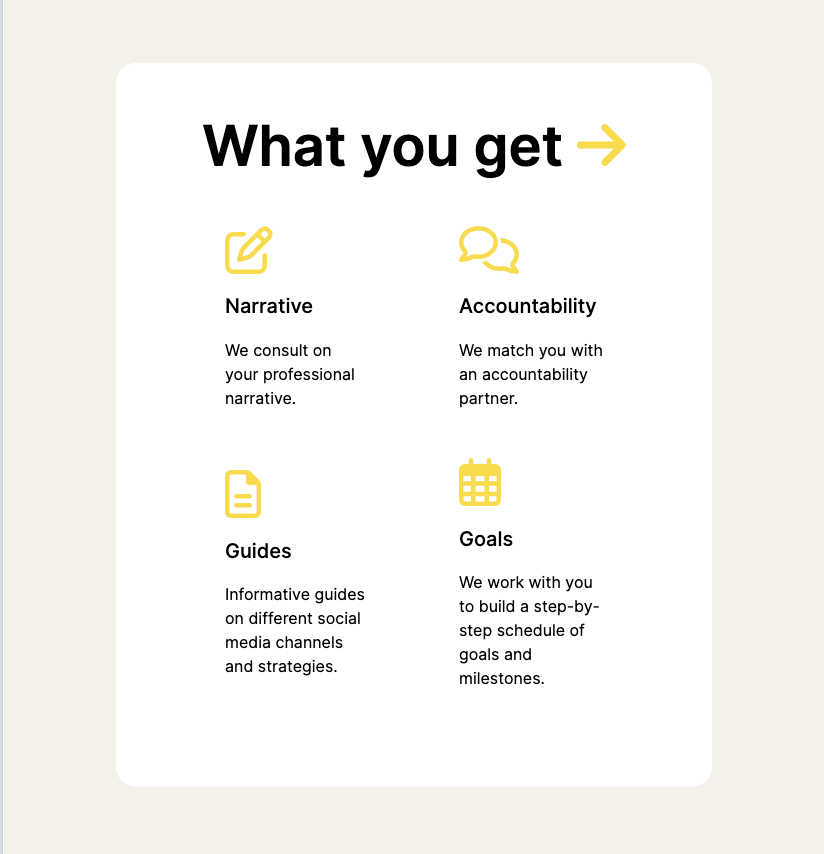 What you get
Narrative
We consult on
your professional
narrative.
Accountability
We match you with
an accountability
partner.
Guides
Informative guides
on different social
media channels
and strategies.
Goals
We work with you
to build a step-by-
step schedule of
goals and
milestones.